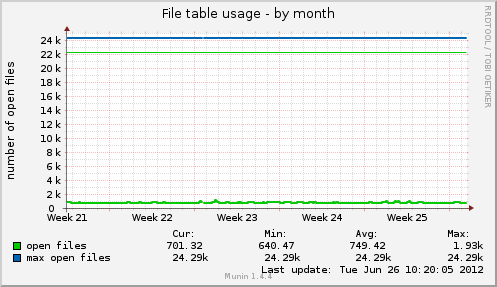 File table usage - by month
RRDTOOL / TOBI OETIKER
number of open files
24 k
22 k
20 k
18 k
16 k
14 k
12 k
10 k
8 k
6 k
4 k
2 k
0
Week 21 Week 22 Week 23 Week 24 Week 25
Cur: Min: Avg: Max:
open files 701.32 640.47 749.42 1.93k
max open files 24.29k 24.29k 24.29k 24.29k
Last update: Tue Jun 26 10:20:05 2012
Munin 1.4.4